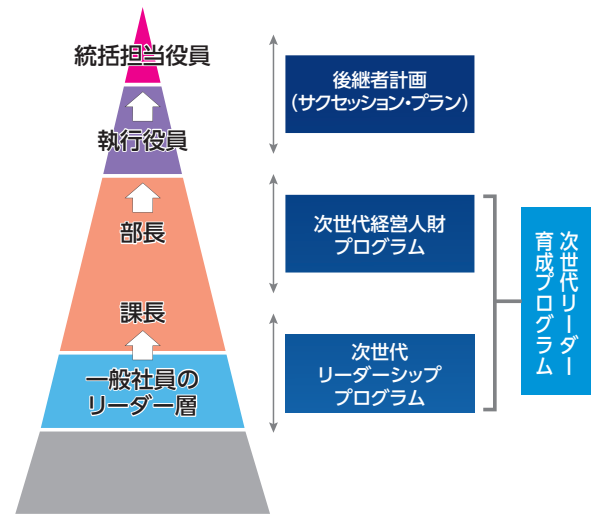 統括担当役員
執行役員
部長
課長
一般社員の
リーダー層
後継者計画
(サクセッション・プラン)
次世代経営人財
プログラム
次世代
リーダーシップ
プログラム
次世代リーダー
育成プログラム